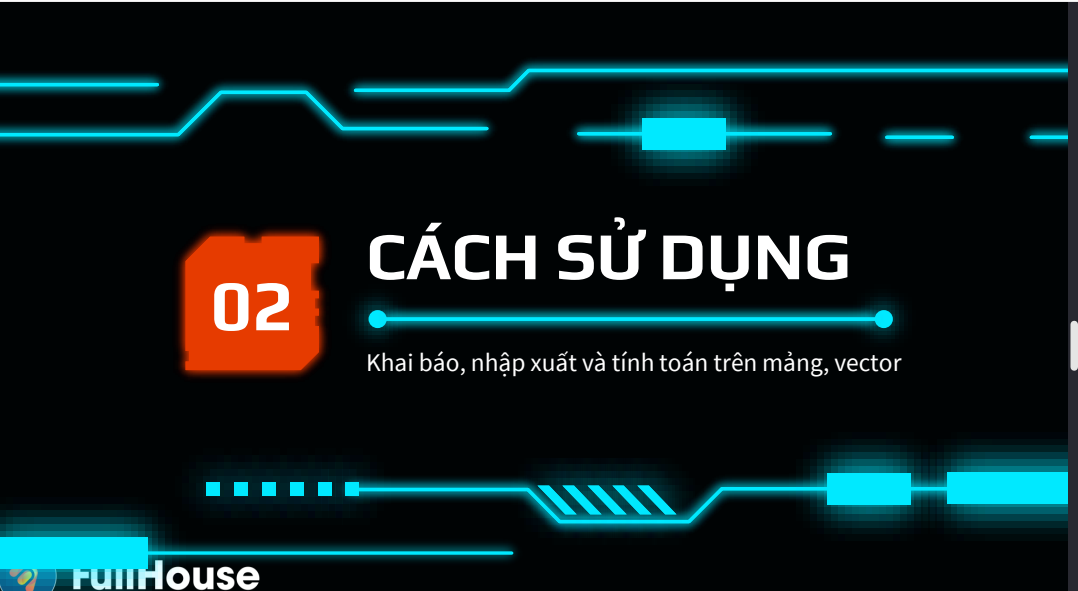 02
CÁCH SỬ DỤNG
Khai báo, nhập xuất và tính toán trên mảng, vector
FullHouse